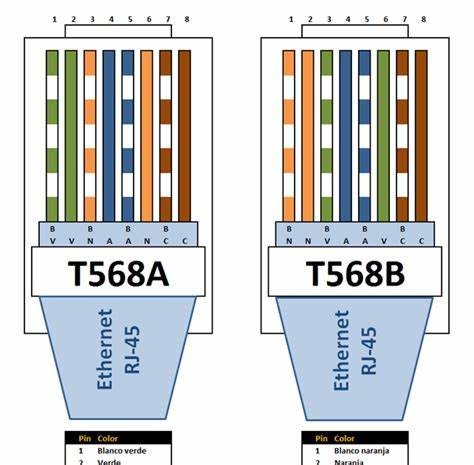 1 2 3 4 5 6 7 8
B B B B
V V N A A N C C
T568A
Ethernet
RJ-45
Pin Color
1 Blanco verde
2 Verde
1 2 3 4 5 6 7 8
B B B B
N N V A A V C C
T568B
Ethernet
RJ-45
Pin Color
1 Blanco naranja
2 Naranja